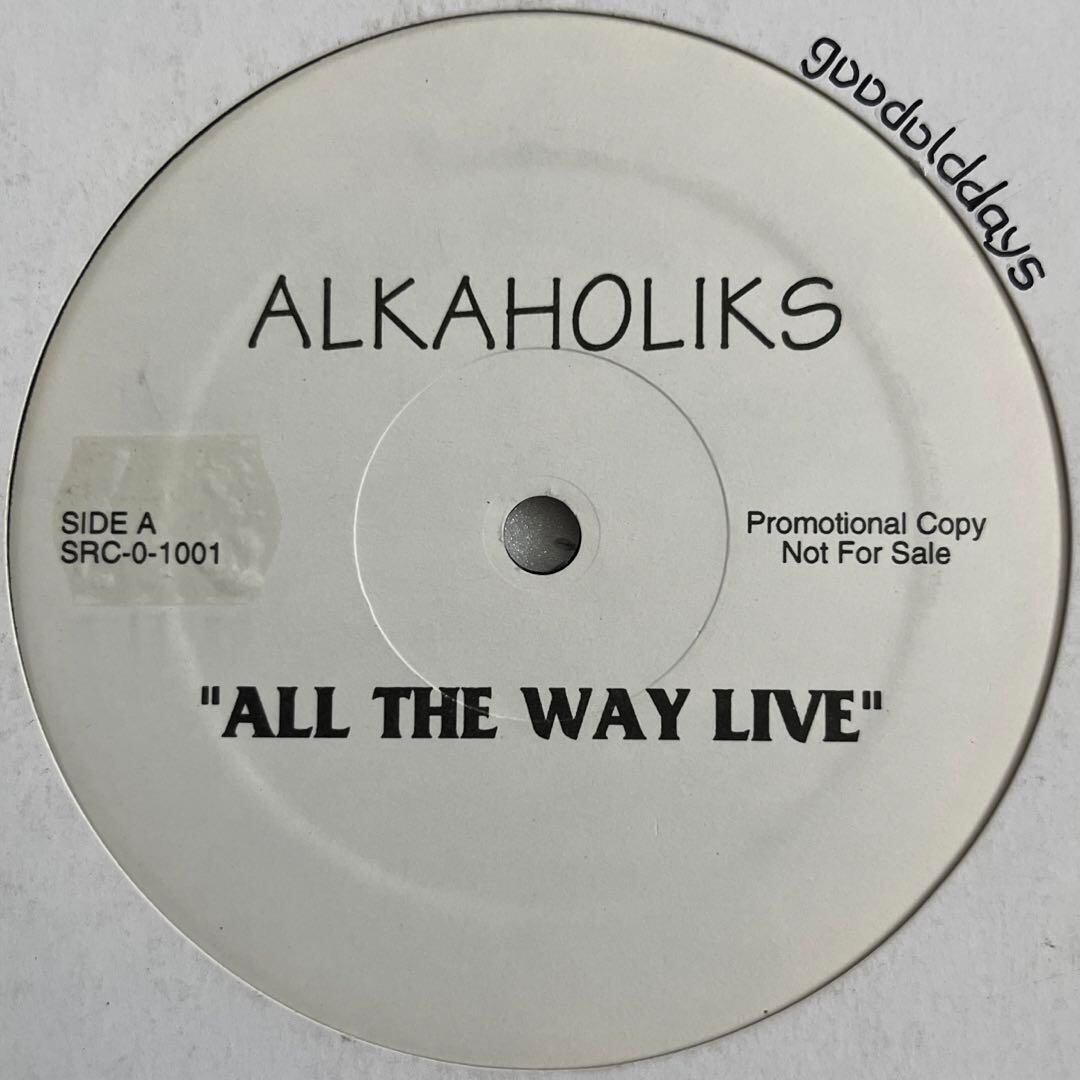 goodolddays
ALKAHOLIKS
SIDE A
SRC-0-1001
Promotional Copy
Not For Sale
"ALL THE WAY LIVE"